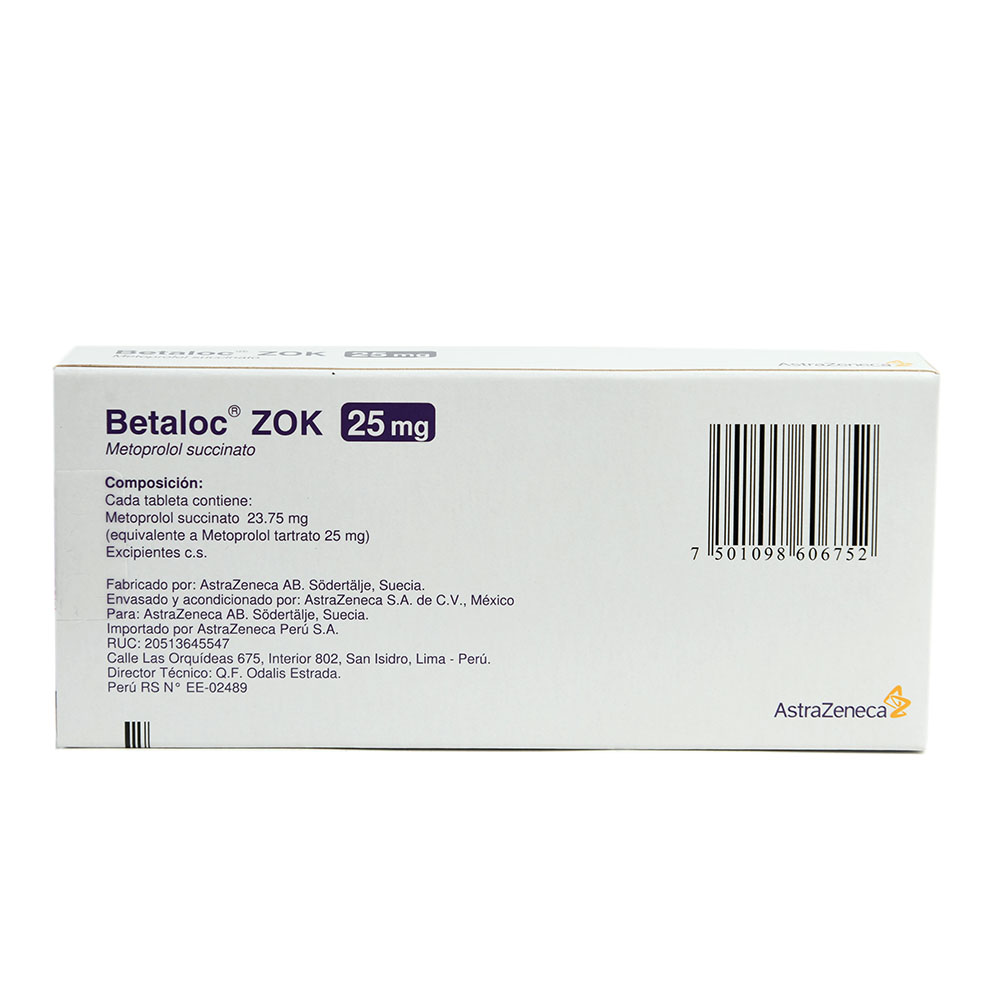 Betaloc® ZOK 25 mg
Metoprolol succinato
AstraZeneca
Betaloc® ZOK 25 mg
Metoprolol succinato
Composición:
Cada tableta contiene:
Metoprolol succinato 23.75 mg
(equivalente a Metoprolol tartrato 25 mg)
Excipientes c.s.
7 501098 606752
Fabricado por: AstraZeneca AB. Södertälje, Suecia.
Envasado y acondicionado por: AstraZeneca S.A. de C.V., México
Para: AstraZeneca AB. Södertälje, Suecia.
Importado por AstraZeneca Perú S.A.
RUC: 20513645547
Calle Las Orquídeas 675, Interior 802, San Isidro, Lima - Perú.
Director Técnico: Q.F. Odalis Estrada.
Perú RS N° EE-02489
AstraZeneca